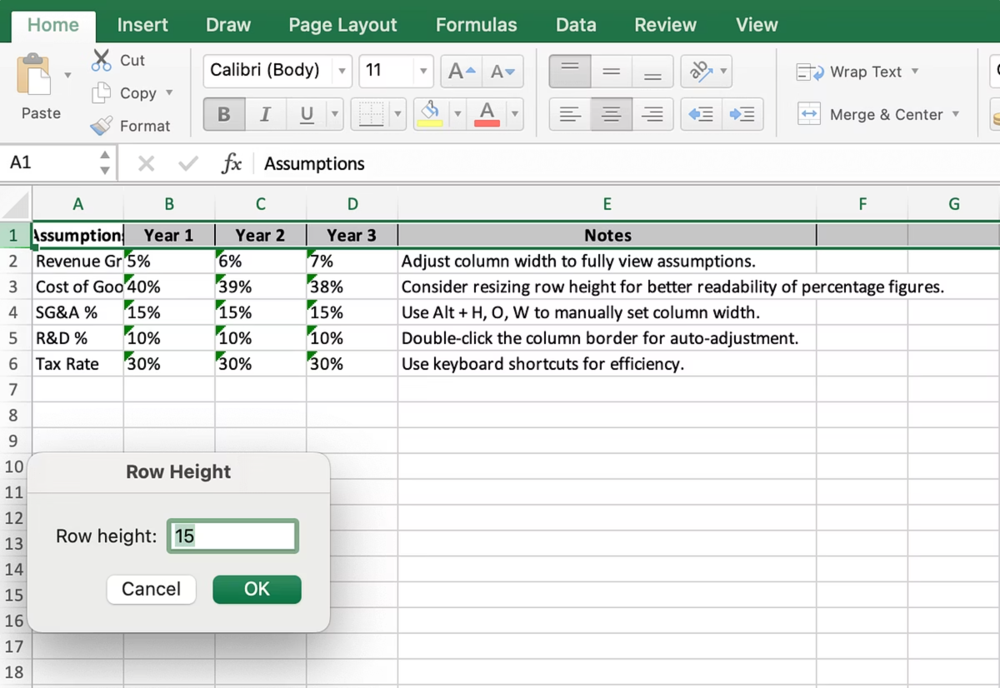 Home Insert Draw Page Layout Formulas Data Review View
Paste
Cut
Copy
Format
Calibri (Body) 11
B I U
Wrap Text
Merge & Center
A1 fx Assumptions
A B C D E F G
1 Assumptions Year 1 Year 2 Year 3 Notes
2 Revenue Gr 5% 6% 7% Adjust column width to fully view assumptions.
3 Cost of Goo 40% 39% 38% Consider resizing row height for better readability of percentage figures.
4 SG&A % 15% 15% 15% Use Alt + H, O, W to manually set column width.
5 R&D % 10% 10% 10% Double-click the column border for auto-adjustment.
6 Tax Rate 30% 30% 30% Use keyboard shortcuts for efficiency.
7
8
9
10
11
12
13
14
15
16
17
18
Row Height
Row height: 15
Cancel OK